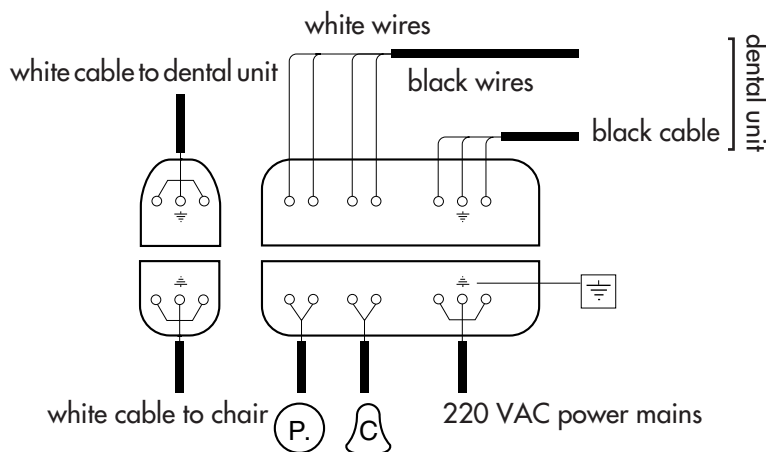 white wires
white cable to dental unit
black wires
black cable
dental unit
white cable to chair
P.
C
220 VAC power mains